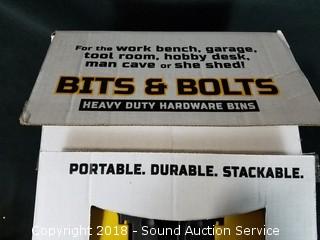 For the work bench, garage,
tool room, hobby desk,
man cave or she shed!
BITS & BOLTS
HEAVY DUTY HARDWARE BINS
PORTABLE. DURABLE. STACKABLE.
Copyright 2018 - Sound Auction Service